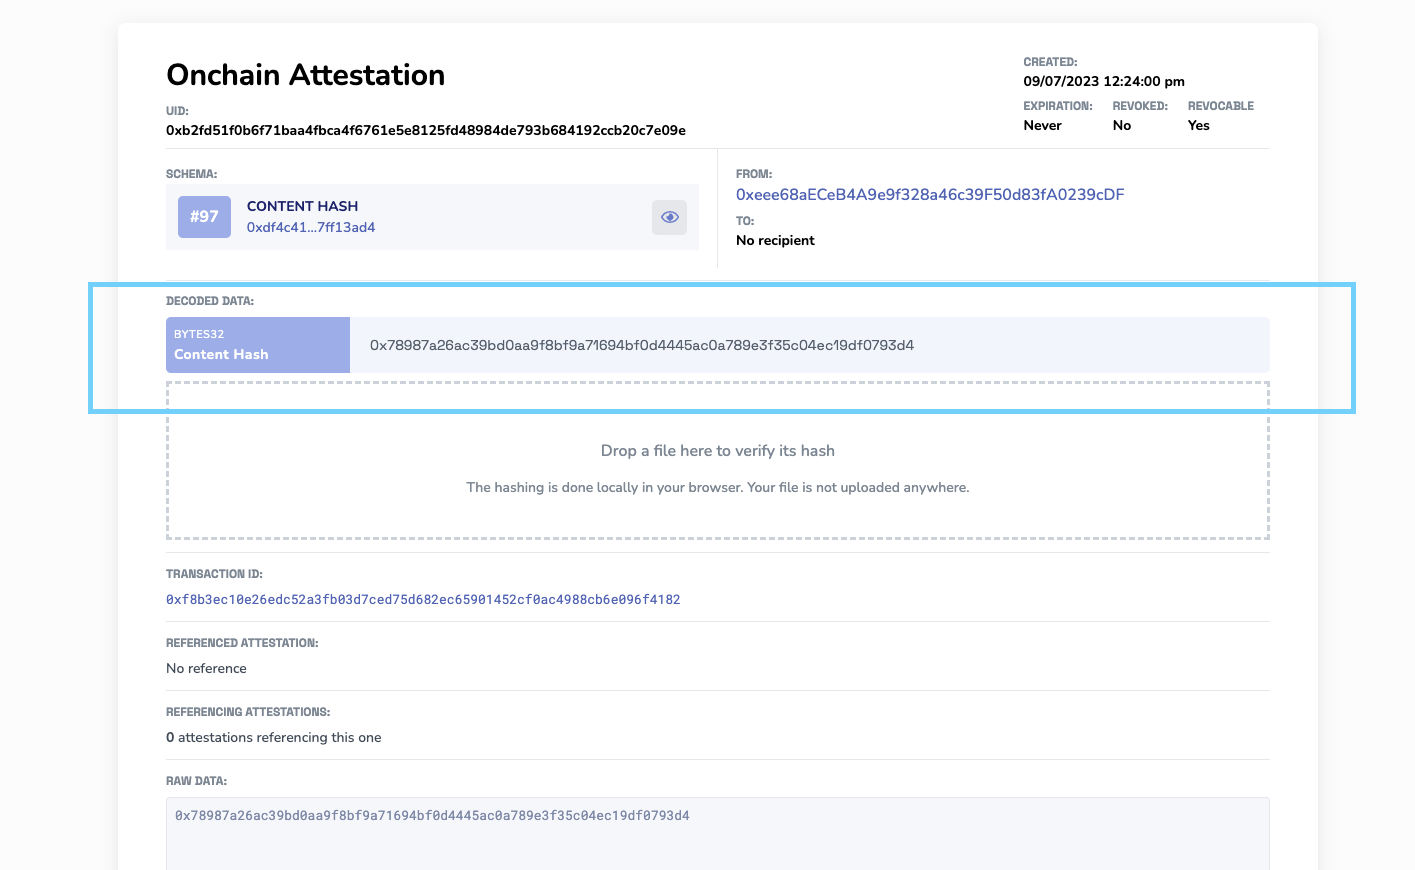 Onchain Attestation
UID:
0xb2fd51f0b6f71baa4fbca4f6761e5e8125fd48984de793b684192ccb20c7e09e
CREATED:
09/07/2023 12:24:00 pm
EXPIRATION: REVOKED: REVOCABLE
Never No Yes
SCHEMA:
#97
CONTENT HASH
0xdf4c41...7ff13ad4
FROM:
0xeee68aECeB4A9e9f328a46c39F50d83fA0239cDF
TO:
No recipient
DECODED DATA:
BYTES32
Content Hash
0x78987a26ac39bd0aa9f8bf9a71694bf0d4445ac0a789e3f35c04ec19df0793d4
Drop a file here to verify its hash
The hashing is done locally in your browser. Your file is not uploaded anywhere.
TRANSACTION ID:
0xf8b3ec10e26edc52a3fb03d7ced75d682ec65901452cf0ac4988cb6e096f4182
REFERENCED ATTESTATION:
No reference
REFERENCING ATTESTATIONS:
0 attestations referencing this one
RAW DATA:
0x78987a26ac39bd0aa9f8bf9a71694bf0d4445ac0a789e3f35c04ec19df0793d4